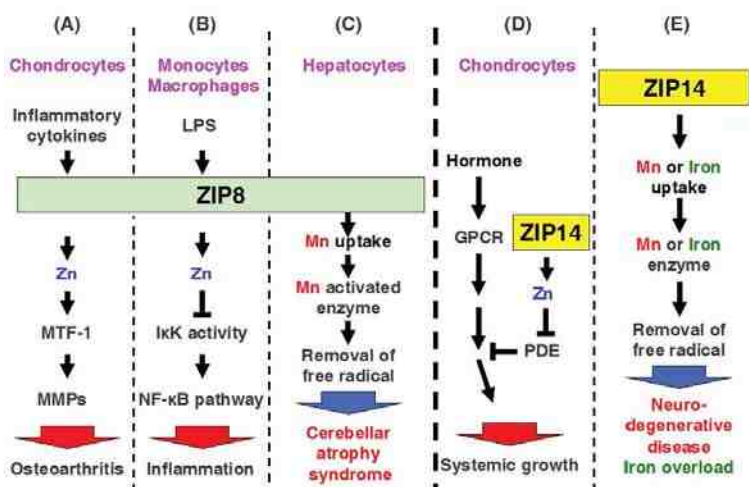 (A)
Chondrocytes
Inflammatory
cytokines
(B)
Monocytes
Macrophages
LPS
(C)
Hepatocytes
ZIP8
Zn
MTF-1
MMPs
Osteoarthritis
Zn
IκK activity
NF-κB pathway
Inflammation
Mn uptake
Mn activated
enzyme
Removal of
free radical
Cerebellar
atrophy
syndrome
(D)
Chondrocytes
Hormone
GPCR
ZIP14
Zn
PDE
Systemic growth
(E)
ZIP14
Mn or Iron
uptake
Mn or Iron
enzyme
Removal of
free radical
Neuro-
degenerative
disease
Iron overload